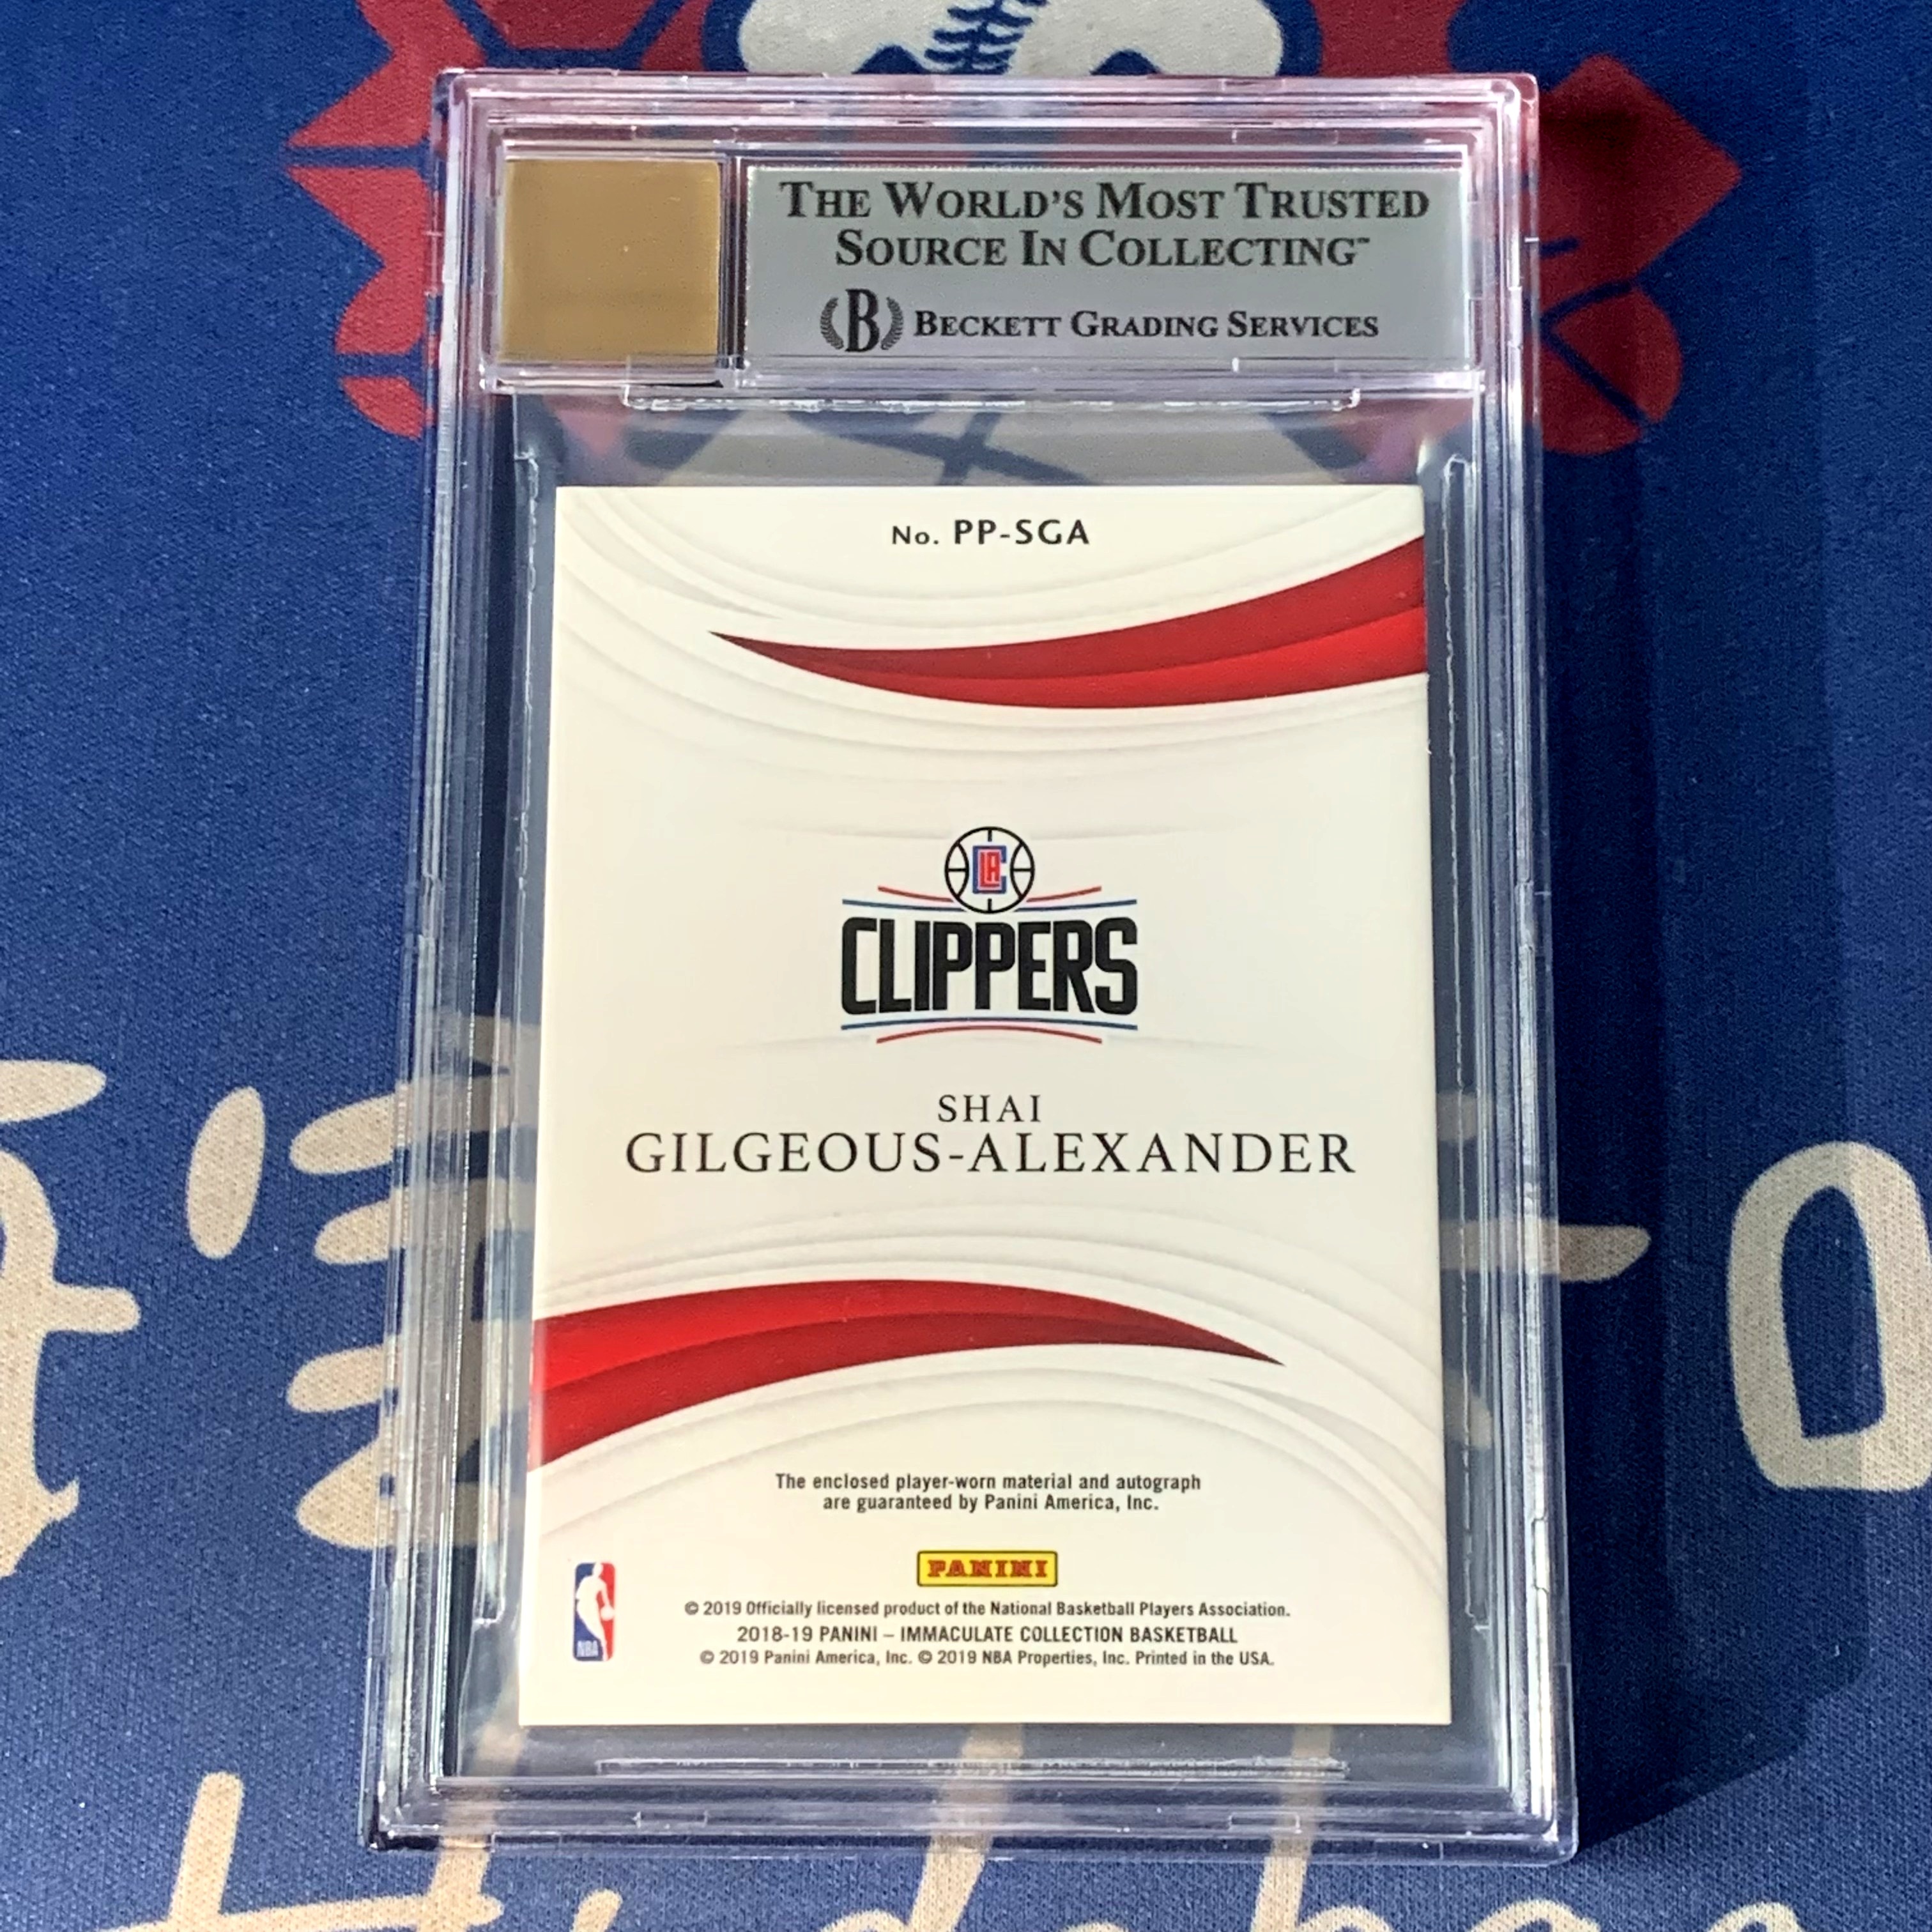 THE WORLD'S MOST TRUSTED
SOURCE IN COLLECTING™
B BECKETT GRADING SERVICES
No. PP-SGA
LAC
CLIPPERS
SHAI
GILGEOUS-ALEXANDER
The enclosed player-worn material and autograph
are guaranteed by Panini America, Inc.
PANINI
© 2019 Officially licensed product of the National Basketball Players Association.
2018-19 PANINI – IMMACULATE COLLECTION BASKETBALL
© 2019 Panini America, Inc. © 2019 NBA Properties, Inc. Printed in the USA.
NBA